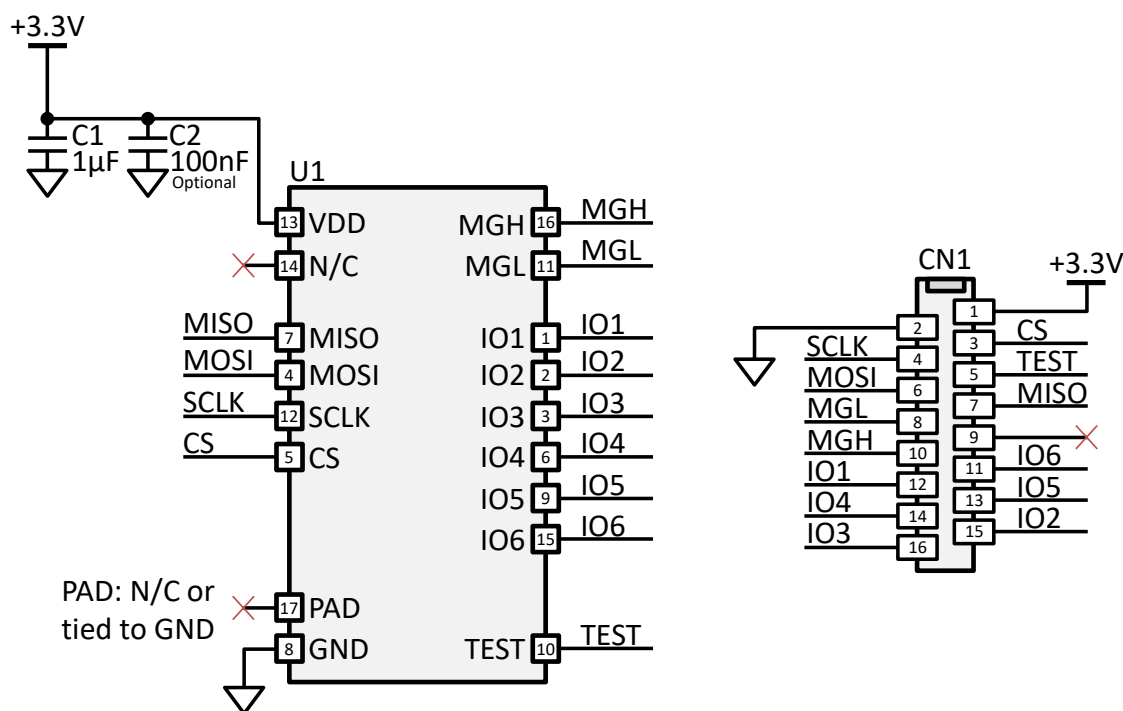 +3.3V
C1
1µF
C2
100nF
Optional
U1
13 VDD
14 N/C
MISO 7 MISO
MOSI 4 MOSI
SCLK 12 SCLK
CS 5 CS
PAD: N/C or
tied to GND
17 PAD
8 GND
MGH 16 MGH
MGL 11 MGL
IO1 1 IO1
IO2 2 IO2
IO3 3 IO3
IO4 6 IO4
IO5 9 IO5
IO6 15 IO6
TEST 10 TEST
CN1
+3.3V
1
2
3 CS
SCLK 4
5 TEST
MOSI 6
7 MISO
MGL 8
9
MGH 10
11 IO6
IO1 12
13 IO5
IO4 14
15 IO2
IO3 16